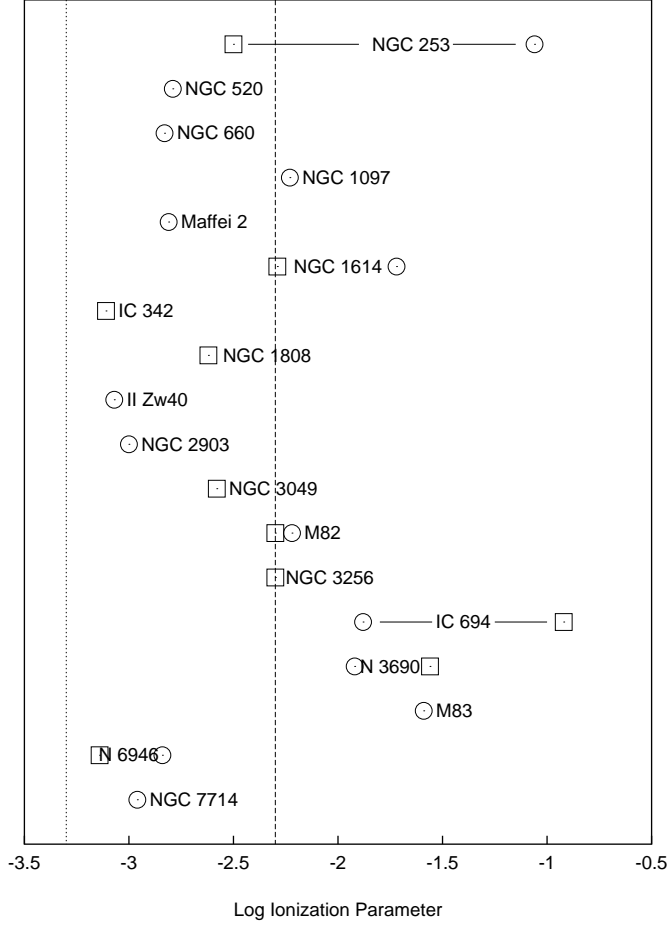 NGC 253
NGC 520
NGC 660
NGC 1097
Maffei 2
NGC 1614
IC 342
NGC 1808
II Zw40
NGC 2903
NGC 3049
M82
NGC 3256
IC 694
N 3690
M83
N 6946
NGC 7714
-3.5 -3 -2.5 -2 -1.5 -1 -0.5
Log Ionization Parameter